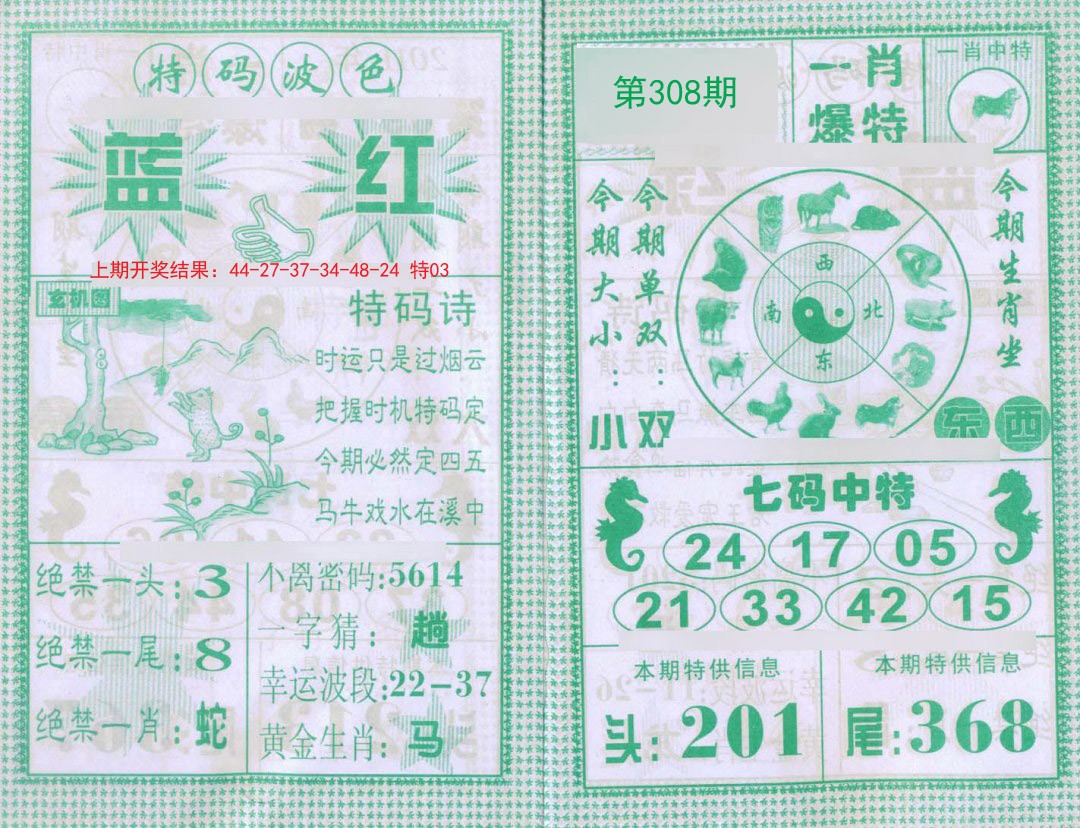 特码波色
蓝 红
上期开奖结果：44-27-37-34-48-24 特03
玄机图
特码诗
时运只是过烟云
把握时机特码定
今期必然定四五
马牛戏水在溪中
绝禁一头：3
绝禁一尾：8
绝禁一肖：蛇
不离密码：5614
一字猜：趟
幸运波段：22-37
黄金生肖：马
第308期
一肖
爆特
一肖中特
今期大小：小
今期单双：双
西
南 北
东
今期生肖坐
东西
七码中特
24 17 05
21 33 42 15
本期特供信息
头：201
本期特供信息
尾：368